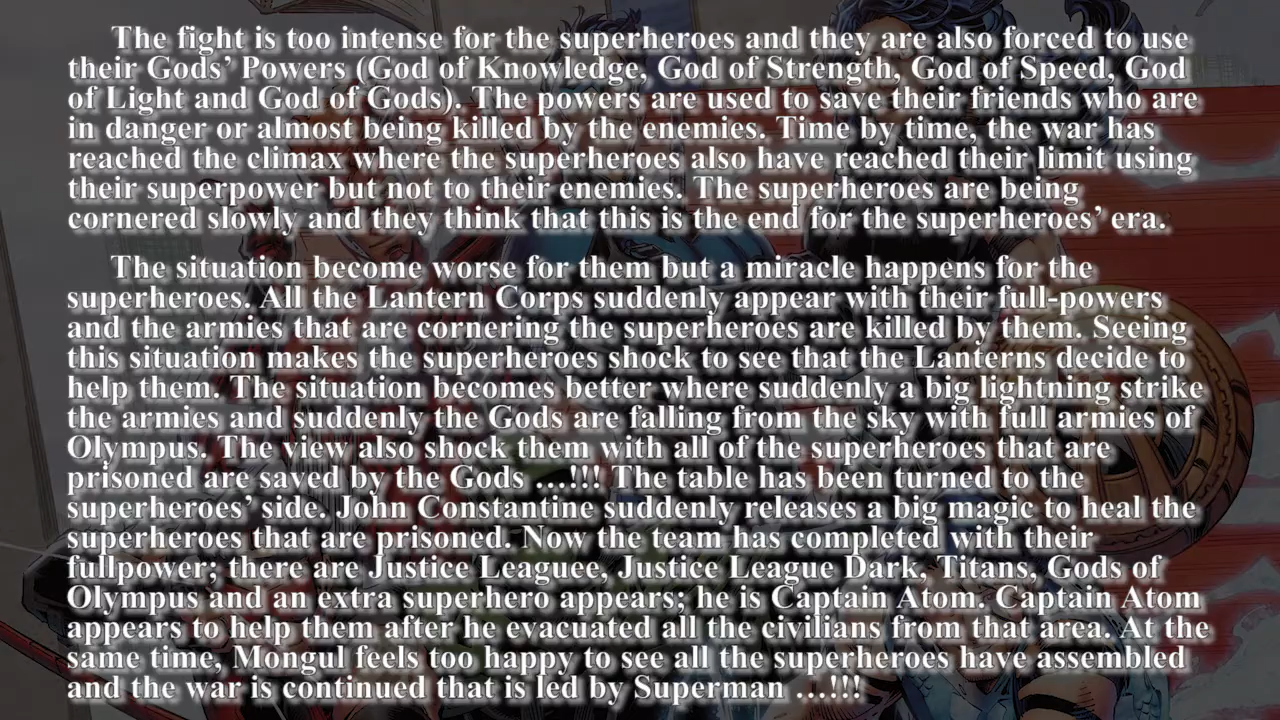 The fight is too intense for the superheroes and they are also forced to use
their Gods’ Powers (God of Knowledge, God of Strength, God of Speed, God
of Light and God of Gods). The powers are used to save their friends who are
in danger or almost being killed by the enemies. Time by time, the war has
reached the climax where the superheroes also have reached their limit using
their superpower but not to their enemies. The superheroes are being
cornered slowly and they think that this is the end for the superheroes’ era.
The situation become worse for them but a miracle happens for the
superheroes. All the Lantern Corps suddenly appear with their full-powers
and the armies that are cornering the superheroes are killed by them. Seeing
this situation makes the superheroes shock to see that the Lanterns decide to
help them. The situation becomes better where suddenly a big lightning strike
the armies and suddenly the Gods are falling from the sky with full armies of
Olympus. The view also shock them with all of the superheroes that are
prisoned are saved by the Gods …!!! The table has been turned to the
superheroes’ side. John Constantine suddenly releases a big magic to heal the
superheroes that are prisoned. Now the team has completed with their
fullpower; there are Justice Leaguee, Justice League Dark, Titans, Gods of
Olympus and an extra superhero appears; he is Captain Atom. Captain Atom
appears to help them after he evacuated all the civilians from that area. At the
same time, Mongul feels too happy to see all the superheroes have assembled
and the war is continued that is led by Superman …!!!